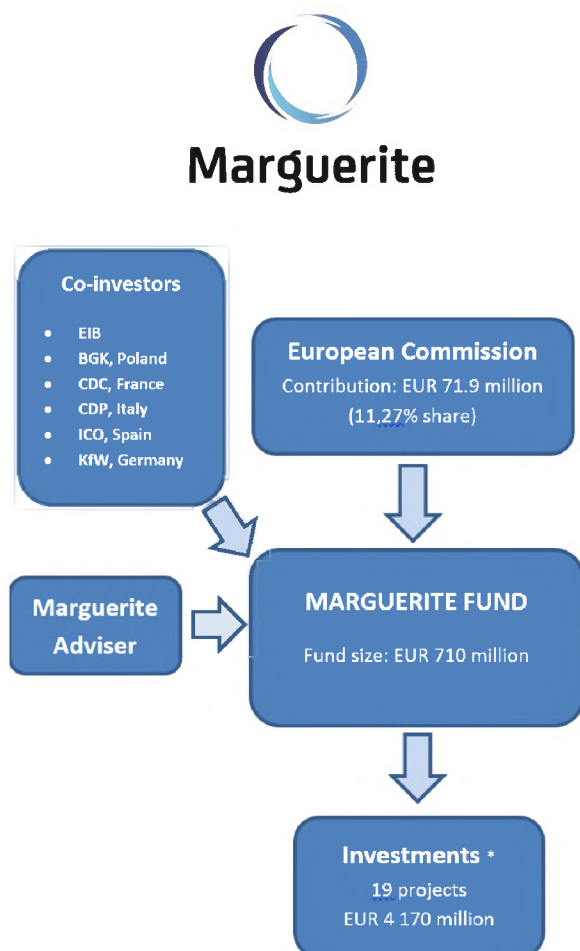 Marguerite
Co-investors
• EIB
• BGK, Poland
• CDC, France
• CDP, Italy
• ICO, Spain
• KfW, Germany
European Commission
Contribution: EUR 71.9 million
(11,27% share)
Marguerite
Adviser
MARGUERITE FUND
Fund size: EUR 710 million
Investments *
19 projects
EUR 4 170 million